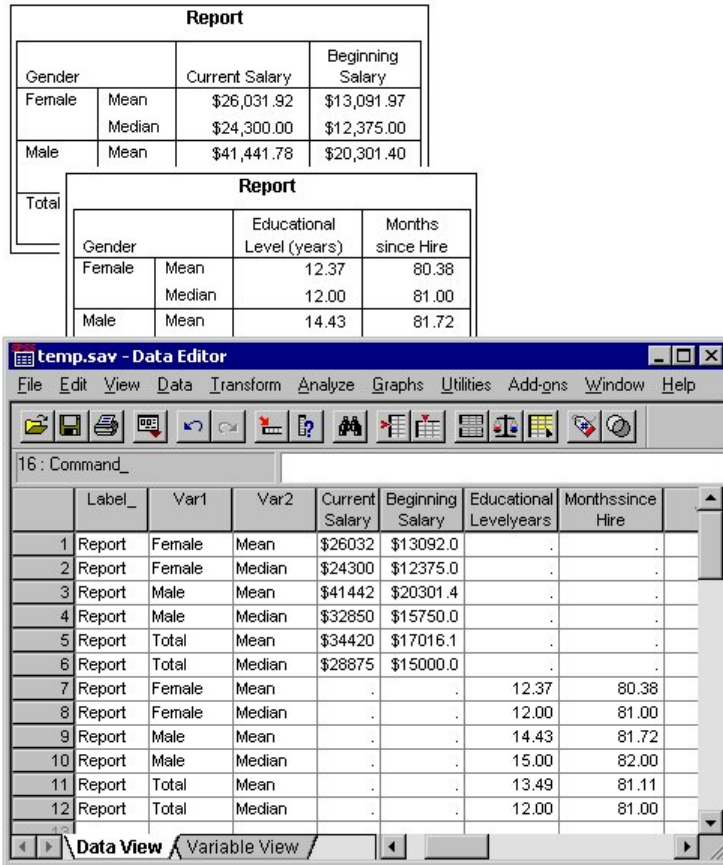 Report
Gender Current Salary Beginning Salary
Female Mean $26,031.92 $13,091.97
Median $24,300.00 $12,375.00
Male Mean $41,441.78 $20,301.40
Total
Report
Gender Educational Level (years) Months since Hire
Female Mean 12.37 80.38
Median 12.00 81.00
Male Mean 14.43 81.72
temp.sav - Data Editor
File Edit View Data Transform Analyze Graphs Utilities Add-ons Window Help
16 : Command_
Label_ Var1 Var2 Current Salary Beginning Salary Educational Levelyears Monthssince Hire
1 Report Female Mean $26032 $13092.0 . .
2 Report Female Median $24300 $12375.0 . .
3 Report Male Mean $41442 $20301.4 . .
4 Report Male Median $32850 $15750.0 . .
5 Report Total Mean $34420 $17016.1 . .
6 Report Total Median $28875 $15000.0 . .
7 Report Female Mean . . 12.37 80.38
8 Report Female Median . . 12.00 81.00
9 Report Male Mean . . 14.43 81.72
10 Report Male Median . . 15.00 82.00
11 Report Total Mean . . 13.49 81.11
12 Report Total Median . . 12.00 81.00
13
Data View Variable View